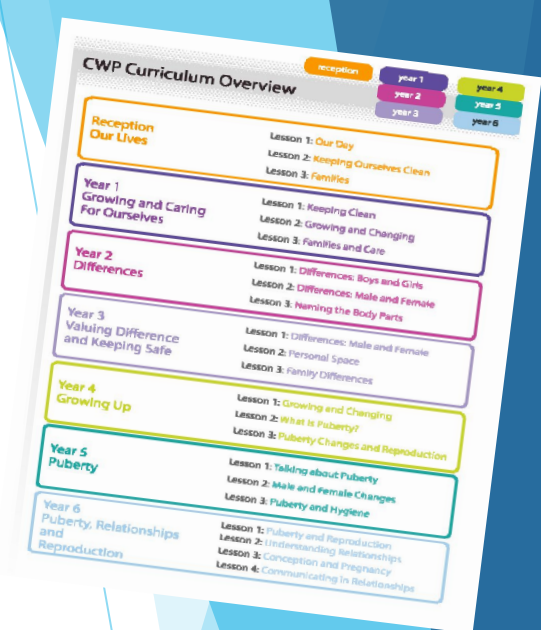 CWP Curriculum Overview
reception
year 1
year 4
year 2
year 5
year 3
year 6
Reception
Our Lives
Lesson 1: Our Day
Lesson 2: Keeping Ourselves Clean
Lesson 3: Families
Year 1
Growing and Caring
For Ourselves
Lesson 1: Keeping Clean
Lesson 2: Growing and Changing
Lesson 3: Families and Care
Year 2
Differences
Lesson 1: Differences: Boys and Girls
Lesson 2: Differences: Male and Female
Lesson 3: Naming the Body Parts
Year 3
Valuing Difference
and Keeping Safe
Lesson 1: Differences: Male and Female
Lesson 2: Personal Space
Lesson 3: Family Differences
Year 4
Growing Up
Lesson 1: Growing and Changing
Lesson 2: What is Puberty?
Lesson 3: Puberty Changes and Reproduction
Year 5
Puberty
Lesson 1: Talking about Puberty
Lesson 2: Male and Female Changes
Lesson 3: Puberty and Hygiene
Year 6
Puberty, Relationships
and
Reproduction
Lesson 1: Puberty and Reproduction
Lesson 2: Understanding Relationships
Lesson 3: Conception and Pregnancy
Lesson 4: Communicating in Relationships